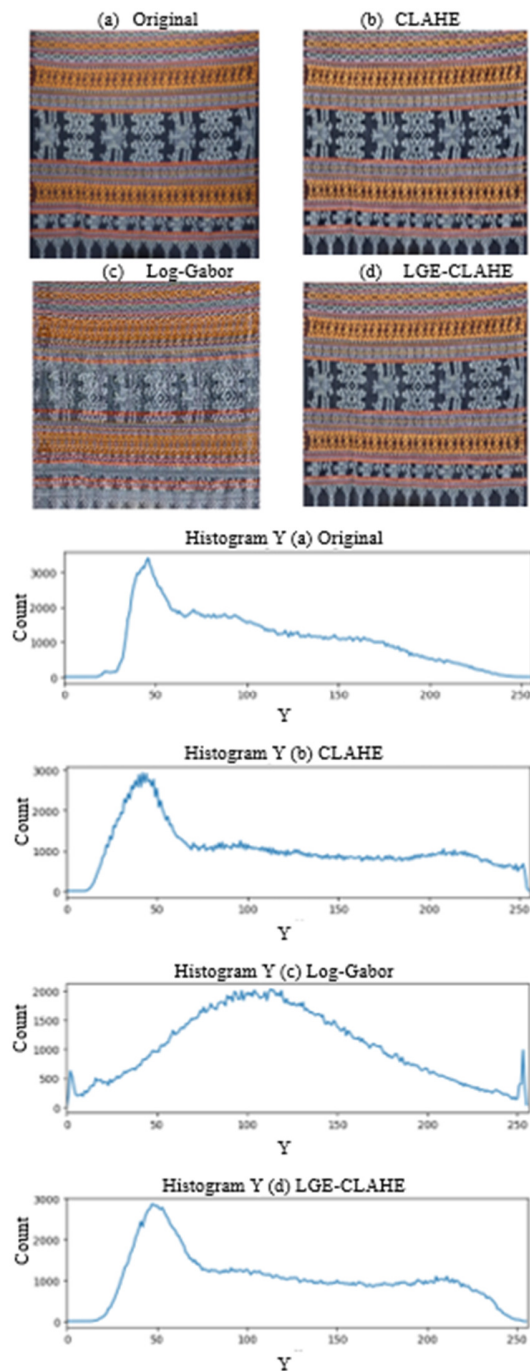 (a) Original
(b) CLAHE
(c) Log-Gabor
(d) LGE-CLAHE
Histogram Y (a) Original
Count
3000
2000
1000
0
0 50 100 150 200 250
Y
Histogram Y (b) CLAHE
Count
3000
2000
1000
0
0 50 100 150 200 250
Y
Histogram Y (c) Log-Gabor
Count
2000
1500
1000
500
0
0 50 100 150 200 250
Y
Histogram Y (d) LGE-CLAHE
Count
3000
2000
1000
0
0 50 100 150 200 250
Y